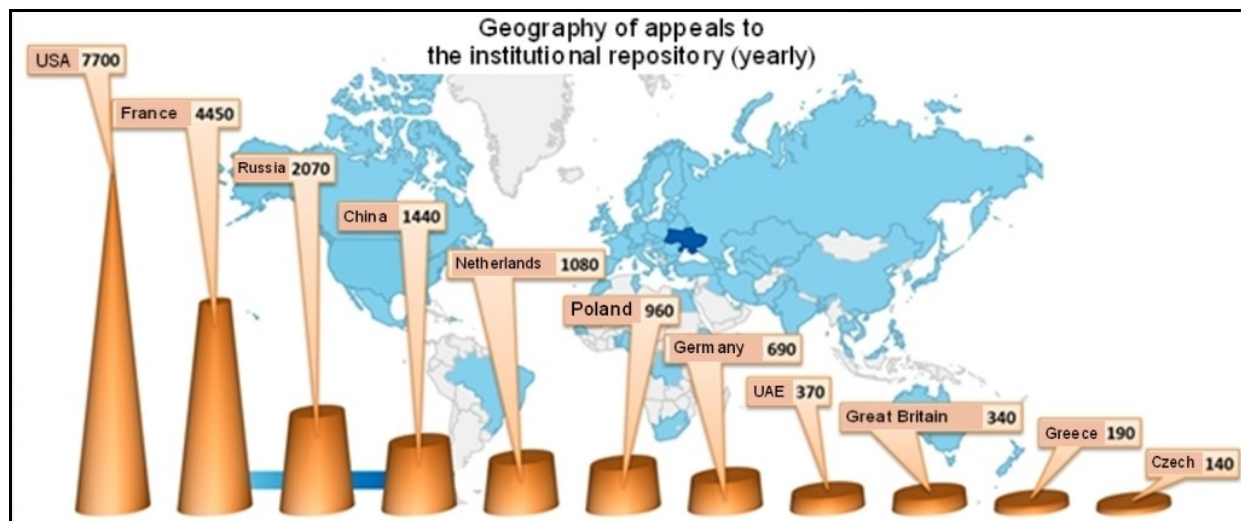 Geography of appeals to
the institutional repository (yearly)
USA 7700
France 4450
Russia 2070
China 1440
Netherlands 1080
Poland 960
Germany 690
UAE 370
Great Britain 340
Greece 190
Czech 140